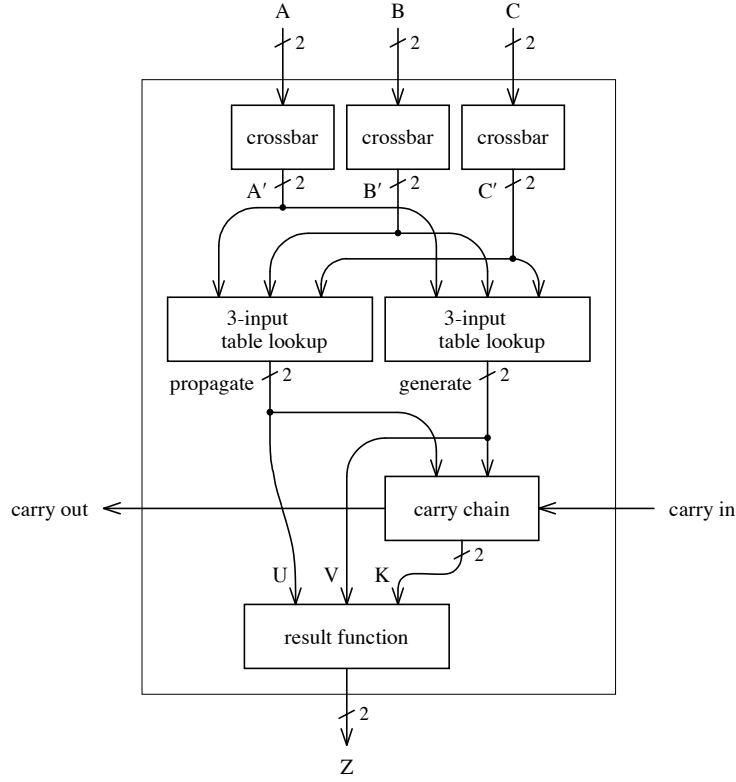 A B C
2 2 2
crossbar crossbar crossbar
A′ 2 B′ 2 C′ 2
3-input 3-input
table lookup table lookup
propagate 2 generate 2
carry out carry chain carry in
2
U V K
result function
2
Z